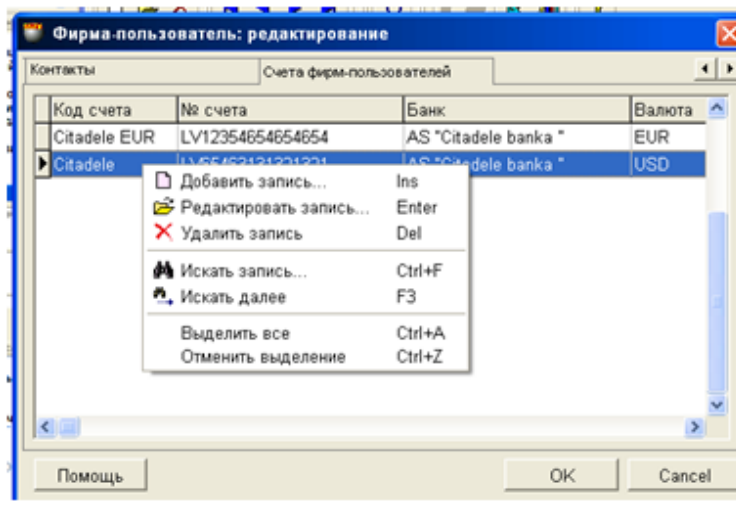 Фирма-пользователь: редактирование
Контакты Счета фирм-пользователей
Код счета № счета Банк Валюта
Citadele EUR LV12354654654654 AS "Citadele banka " EUR
Citadele AS "Citadele banka " USD
Добавить запись... Ins
Редактировать запись... Enter
Удалить запись Del
Искать запись... Ctrl+F
Искать далее F3
Выделить все Ctrl+A
Отменить выделение Ctrl+Z
Помощь OK Cancel